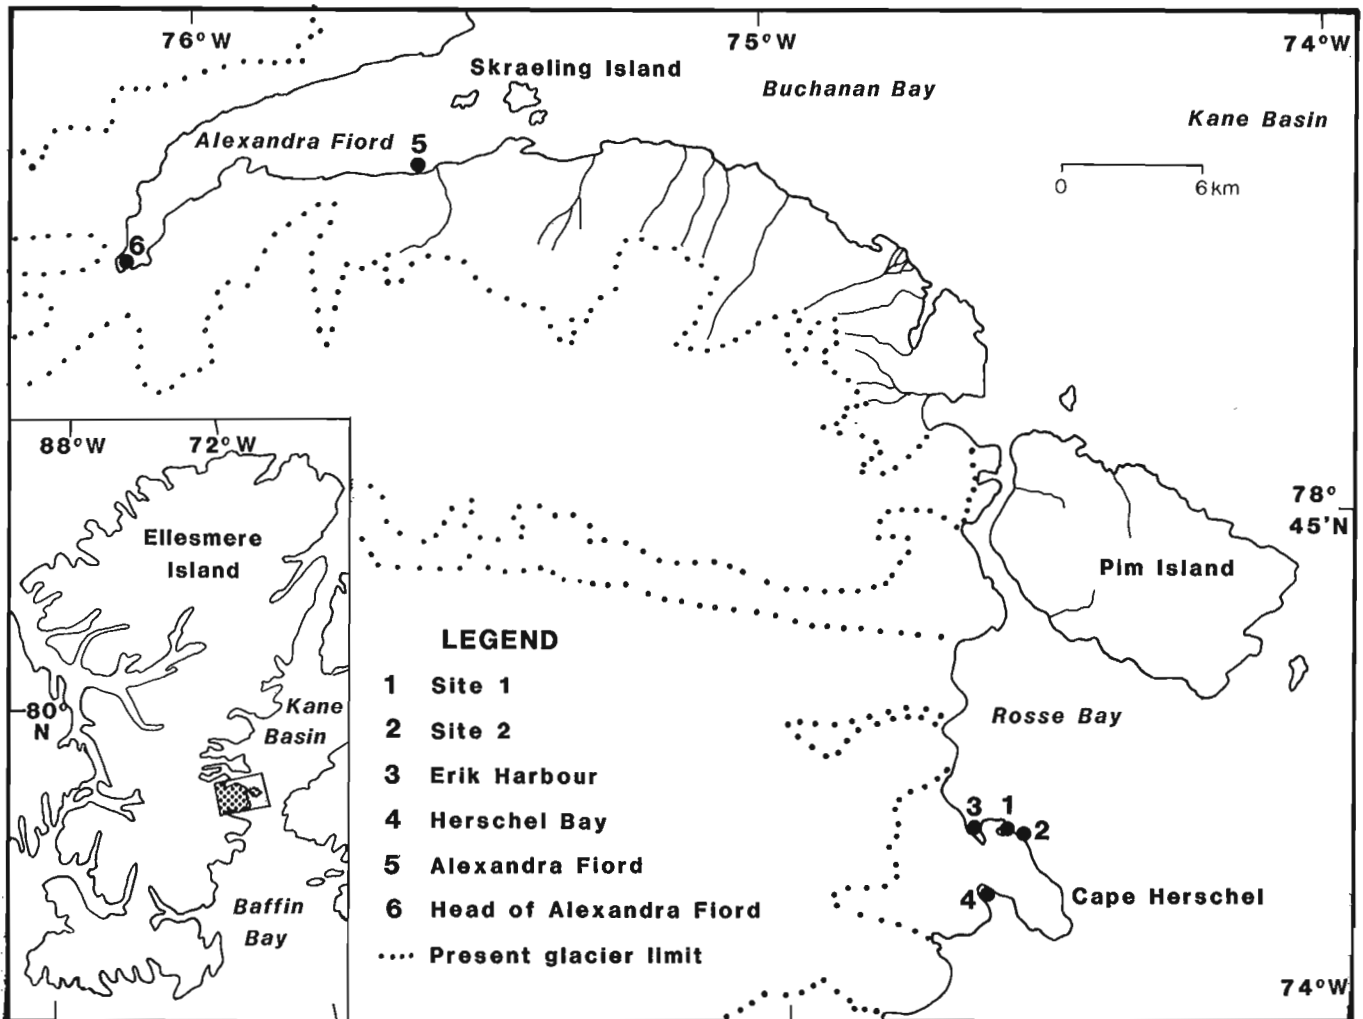 76°W
75°W
74°W
Skraeling Island
Buchanan Bay
Kane Basin
Alexandra Fiord
5
0 6 km
6
88°W
72°W
78°
45'N
Ellesmere
Island
Pim Island
LEGEND
1 Site 1
2 Site 2
3 Erik Harbour
4 Herschel Bay
5 Alexandra Fiord
6 Head of Alexandra Fiord
.... Present glacier limit
80°
N
Kane
Basin
Baffin
Bay
Rosse Bay
3
1
2
4
Cape Herschel
74°W